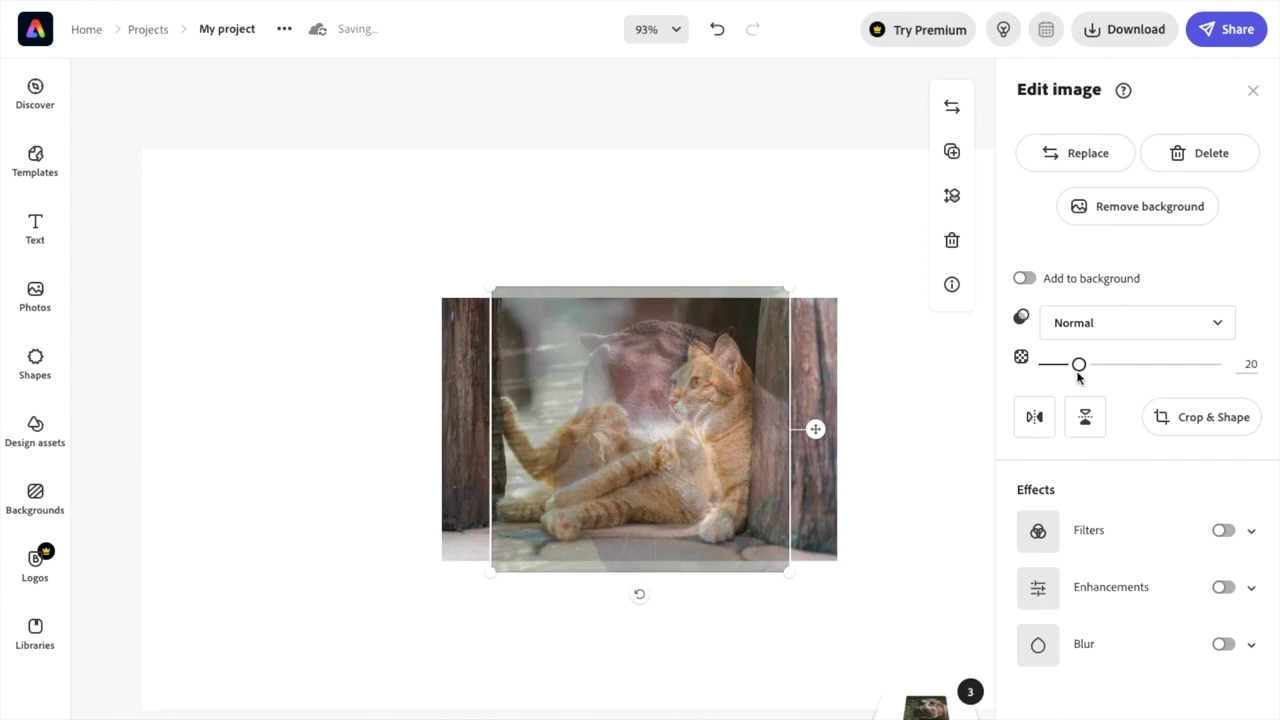 Home
Projects
My project
Saving...
93%
Try Premium
Download
Share
Discover
Templates
Text
Photos
Shapes
Design assets
Backgrounds
B
Logos
Libraries
Edit image
?
Replace
Delete
Remove background
Add to background
Normal
20
Crop & Shape
Effects
Filters
Enhancements
Blur
3